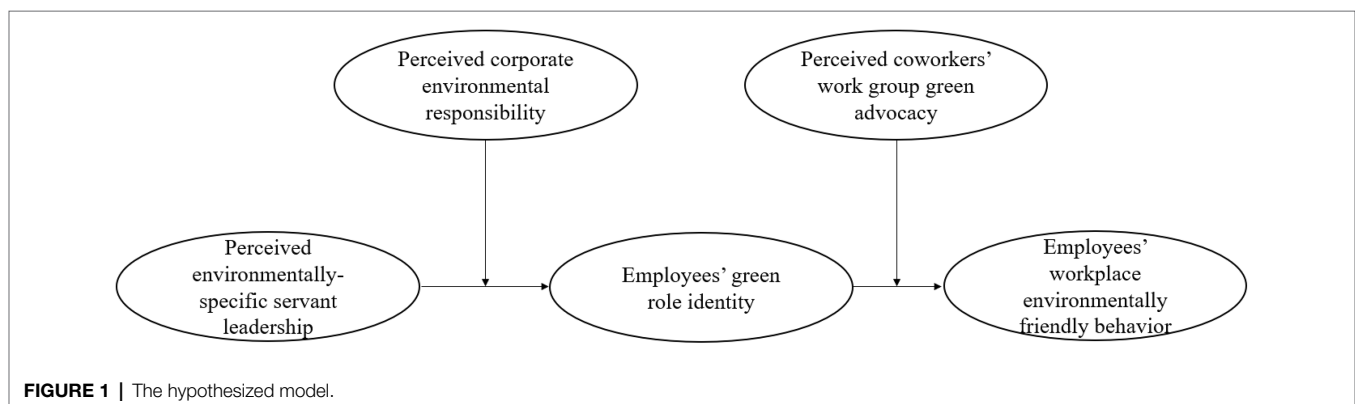 Perceived corporate
environmental
responsibility
Perceived coworkers'
work group green
advocacy
Perceived
environmentally-
specific servant
leadership
Employees' green
role identity
Employees'
workplace
environmentally
friendly behavior
FIGURE 1 | The hypothesized model.